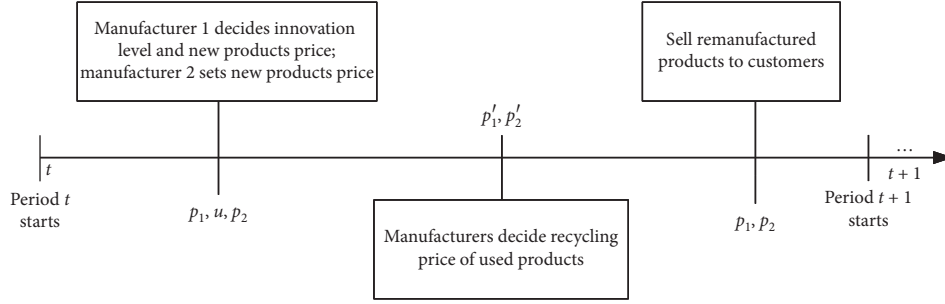 Manufacturer 1 decides innovation
level and new products price;
manufacturer 2 sets new products price
Sell remanufactured
products to customers
p′1, p′2
t
...
t + 1
Period t
starts
p1, u, p2
Manufacturers decide recycling
price of used products
p1, p2
Period t + 1
starts